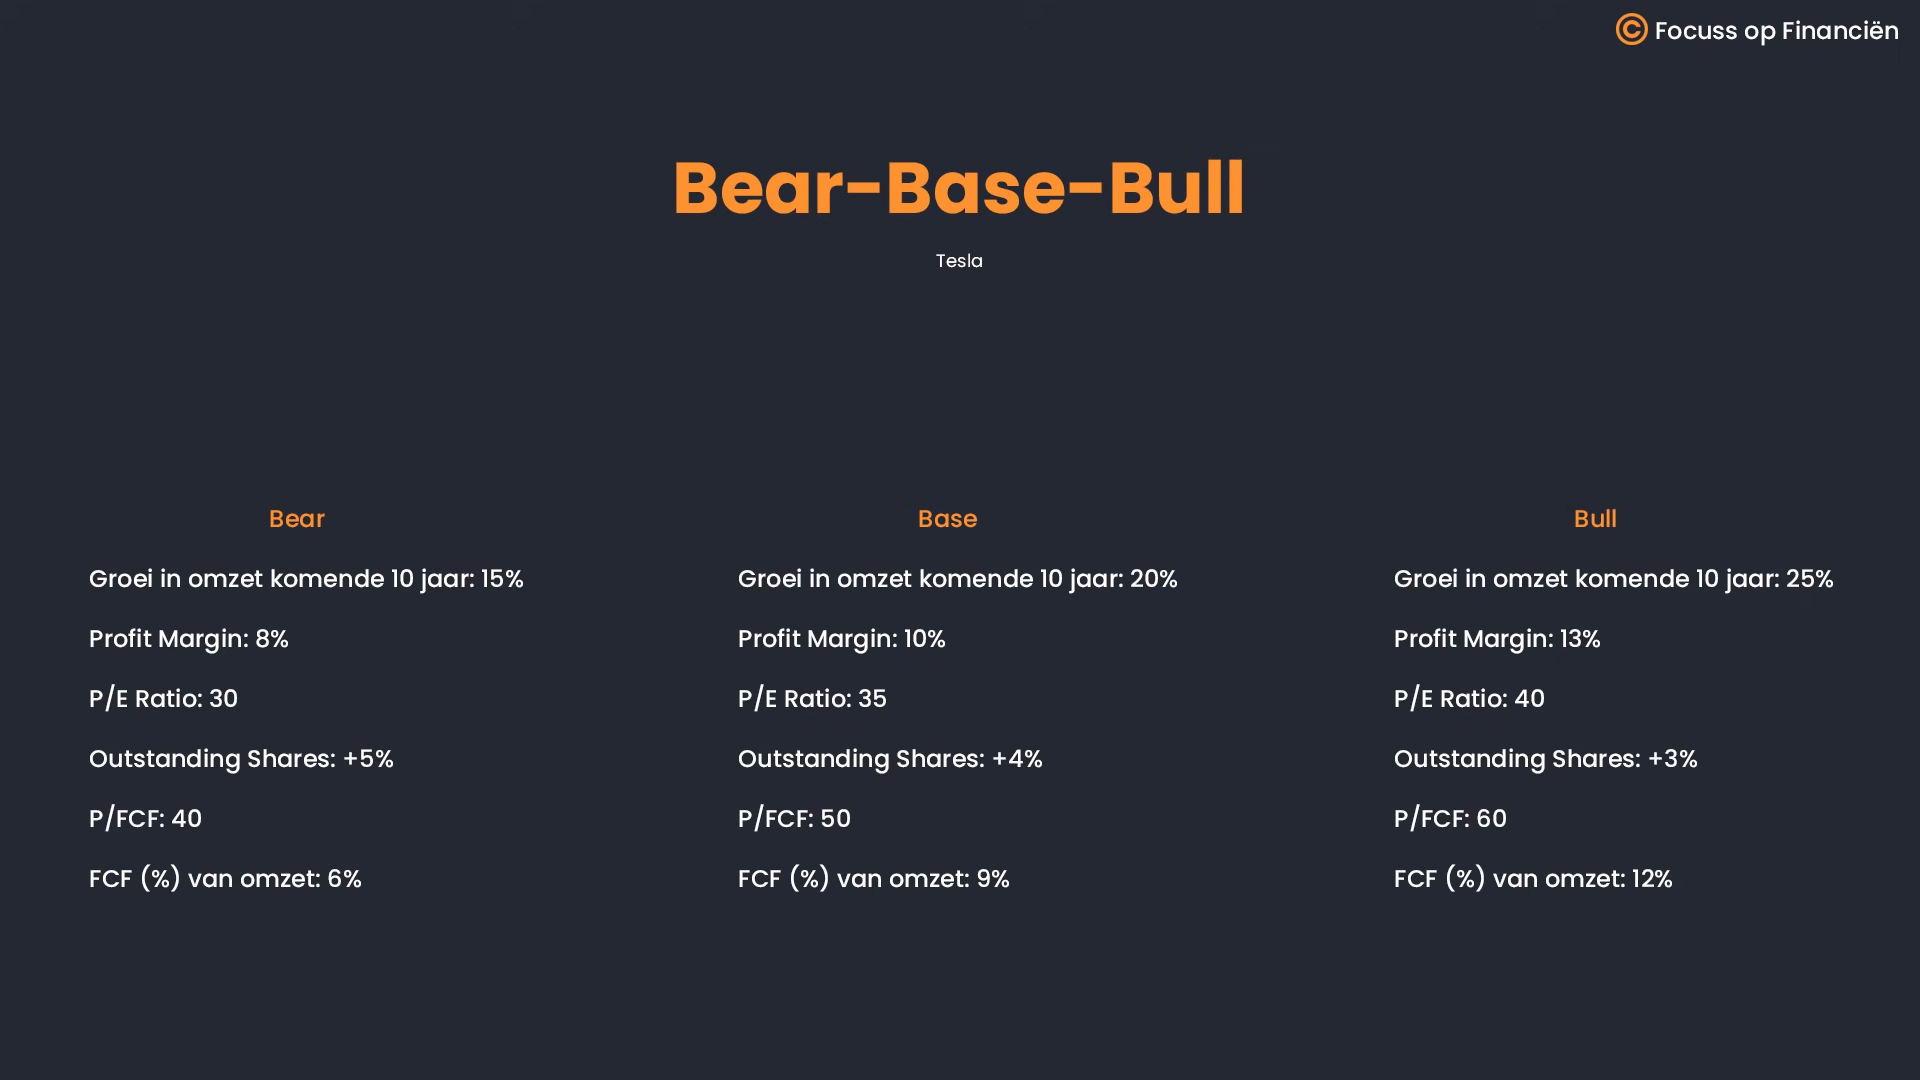 © Focuss op Financiën
Bear-Base-Bull
Tesla
Bear
Groei in omzet komende 10 jaar: 15%
Profit Margin: 8%
P/E Ratio: 30
Outstanding Shares: +5%
P/FCF: 40
FCF (%) van omzet: 6%
Base
Groei in omzet komende 10 jaar: 20%
Profit Margin: 10%
P/E Ratio: 35
Outstanding Shares: +4%
P/FCF: 50
FCF (%) van omzet: 9%
Bull
Groei in omzet komende 10 jaar: 25%
Profit Margin: 13%
P/E Ratio: 40
Outstanding Shares: +3%
P/FCF: 60
FCF (%) van omzet: 12%